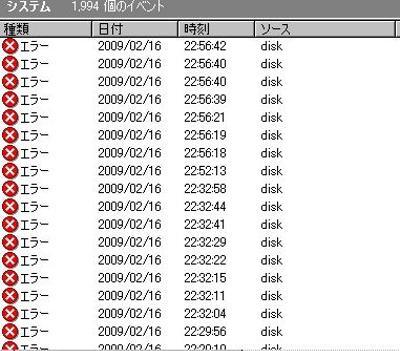 システム 1,994 個のイベント
種類 日付 時刻 ソース
エラー 2009/02/16 22:56:42 disk
エラー 2009/02/16 22:56:40 disk
エラー 2009/02/16 22:56:40 disk
エラー 2009/02/16 22:56:39 disk
エラー 2009/02/16 22:56:21 disk
エラー 2009/02/16 22:56:19 disk
エラー 2009/02/16 22:56:18 disk
エラー 2009/02/16 22:52:13 disk
エラー 2009/02/16 22:32:58 disk
エラー 2009/02/16 22:32:44 disk
エラー 2009/02/16 22:32:41 disk
エラー 2009/02/16 22:32:29 disk
エラー 2009/02/16 22:32:22 disk
エラー 2009/02/16 22:32:15 disk
エラー 2009/02/16 22:32:11 disk
エラー 2009/02/16 22:32:04 disk
エラー 2009/02/16 22:29:56 disk
エラー 2009/02/16 disk